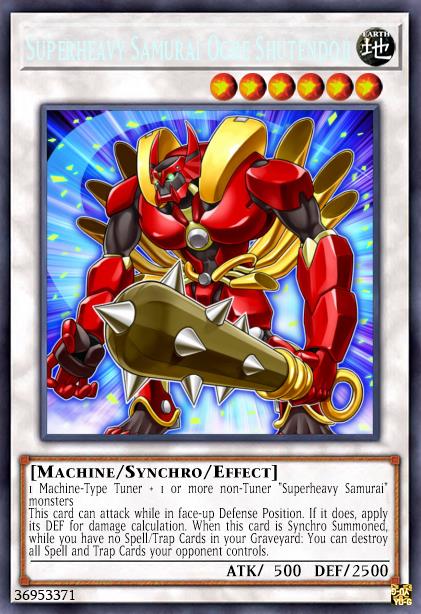 Superheavy Samurai Ogre Shutendoji
EARTH
地
[Machine/Synchro/Effect]
1 Machine-Type Tuner + 1 or more non-Tuner "Superheavy Samurai"
monsters
This card can attack while in face-up Defense Position. If it does, apply
its DEF for damage calculation. When this card is Synchro Summoned,
while you have no Spell/Trap Cards in your Graveyard: You can destroy
all Spell and Trap Cards your opponent controls.
ATK/ 500 DEF/2500
36953371